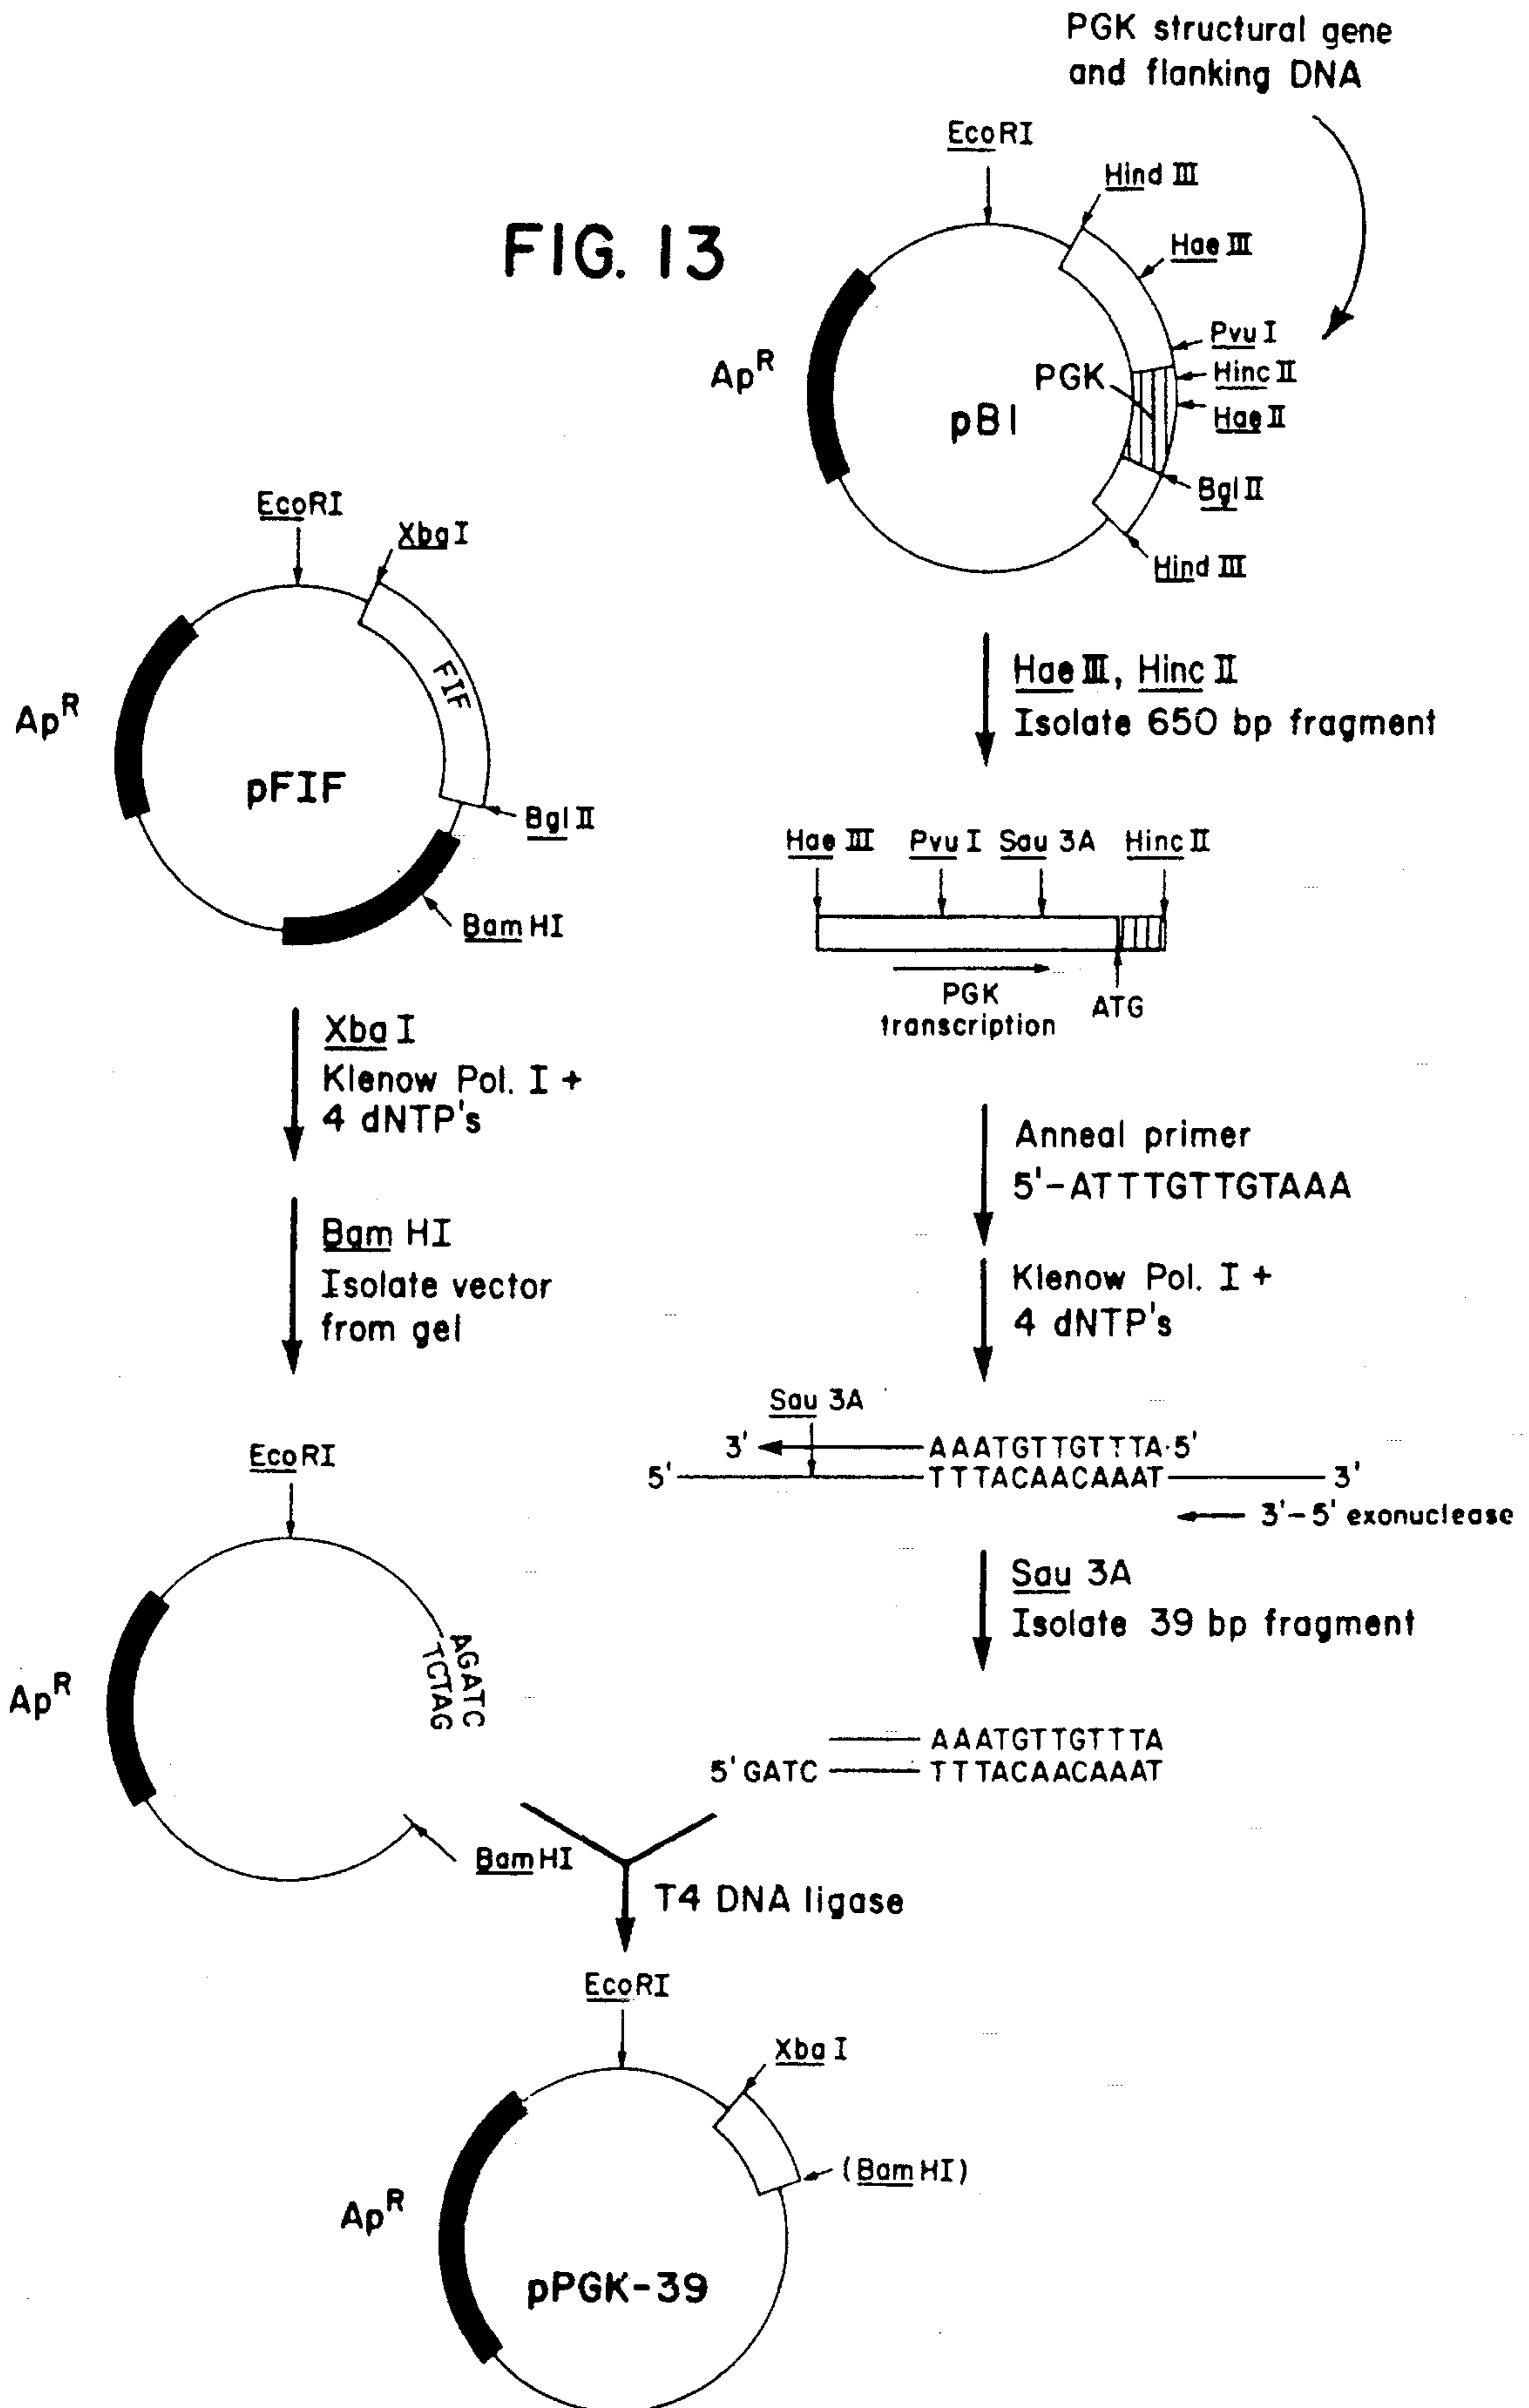 PGK structural gene
and flanking DNA
FIG. 13
EcoRI
Hind III
Hae III
Pvu I
Hinc II
Hae II
Bgl II
Hind III
PGK
pB1
Ap^R
EcoRI
XbaI
FIF
Ap^R
pFIF
Bgl II
Bam HI
Hae III, Hinc II
Isolate 650 bp fragment
Hae III
Pvu I
Sau 3A
Hinc II
PGK
transcription
ATG
Xba I
Klenow Pol. I +
4 dNTP's
Bam HI
Isolate vector
from gel
Anneal primer
5'-ATTTGTTGTAAA
Klenow Pol. I +
4 dNTP's
Sau 3A
3' AAATGTTGTTTA·5'
5' TTTACAACAAAT 3'
3'-5' exonuclease
Sau 3A
Isolate 39 bp fragment
EcoRI
Ap^R
AGATC
TCTAG
Bam HI
AAATGTTGTTTA
5' GATC TTTACAACAAAT
T4 DNA ligase
EcoRI
Xba I
(Bam HI)
Ap^R
pPGK-39